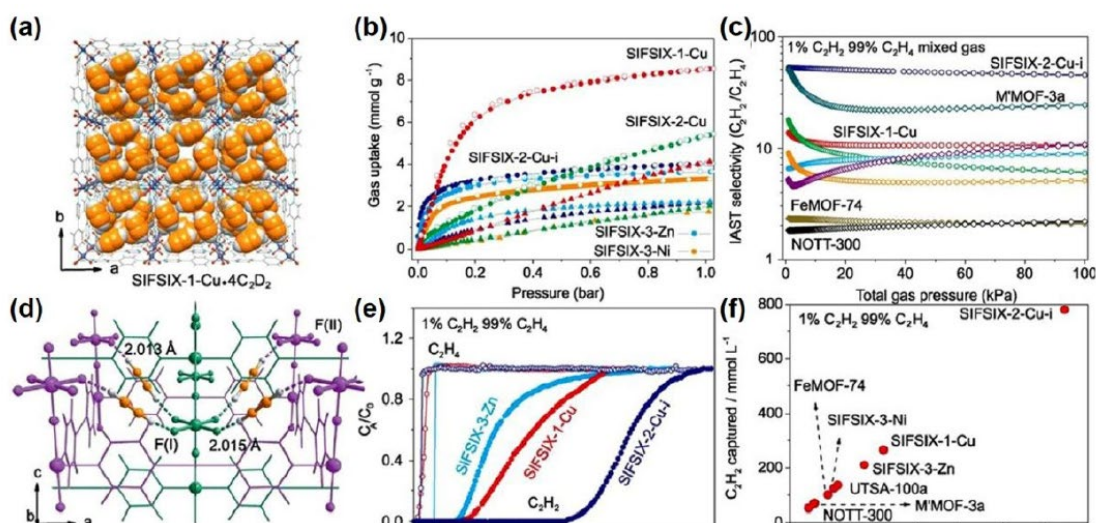 (a)
b
a
SIFSIX-1-Cu•4C₂D₂
(b)
Gas uptake (mmol g⁻¹)
10
8
6
4
2
0
SIFSIX-1-Cu
SIFSIX-2-Cu
SIFSIX-2-Cu-i
SIFSIX-3-Zn
SIFSIX-3-Ni
0.0 0.2 0.4 0.6 0.8 1.0
Pressure (bar)
(c)
IAST selectivity (C₂H₂ /C₂H₄)
100
10
1
1% C₂H₂ 99% C₂H₄ mixed gas
SIFSIX-2-Cu-i
M'MOF-3a
SIFSIX-1-Cu
FeMOF-74
NOTT-300
0 20 40 60 80 100
Total gas pressure (kPa)
(d)
F(II)
2.013 Å
F(I)
2.015 Å
c
b
a
(e)
C_A/C_0
1.2
0.8
0.4
0.0
1% C₂H₂ 99% C₂H₄
C₂H₄
SIFSIX-3-Zn
SIFSIX-1-Cu
SIFSIX-2-Cu-i
C₂H₂
(f)
C₂H₂ captured / mmol L⁻¹
800
600
400
200
0
1% C₂H₂ 99% C₂H₄
SIFSIX-2-Cu-i
FeMOF-74
SIFSIX-3-Ni
SIFSIX-1-Cu
SIFSIX-3-Zn
UTSA-100a
M'MOF-3a
NOTT-300